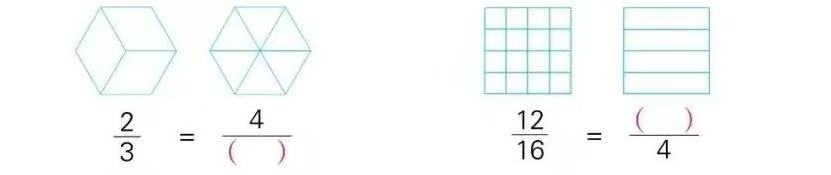 2/3 = 4/( )
12/16 = ( )/4